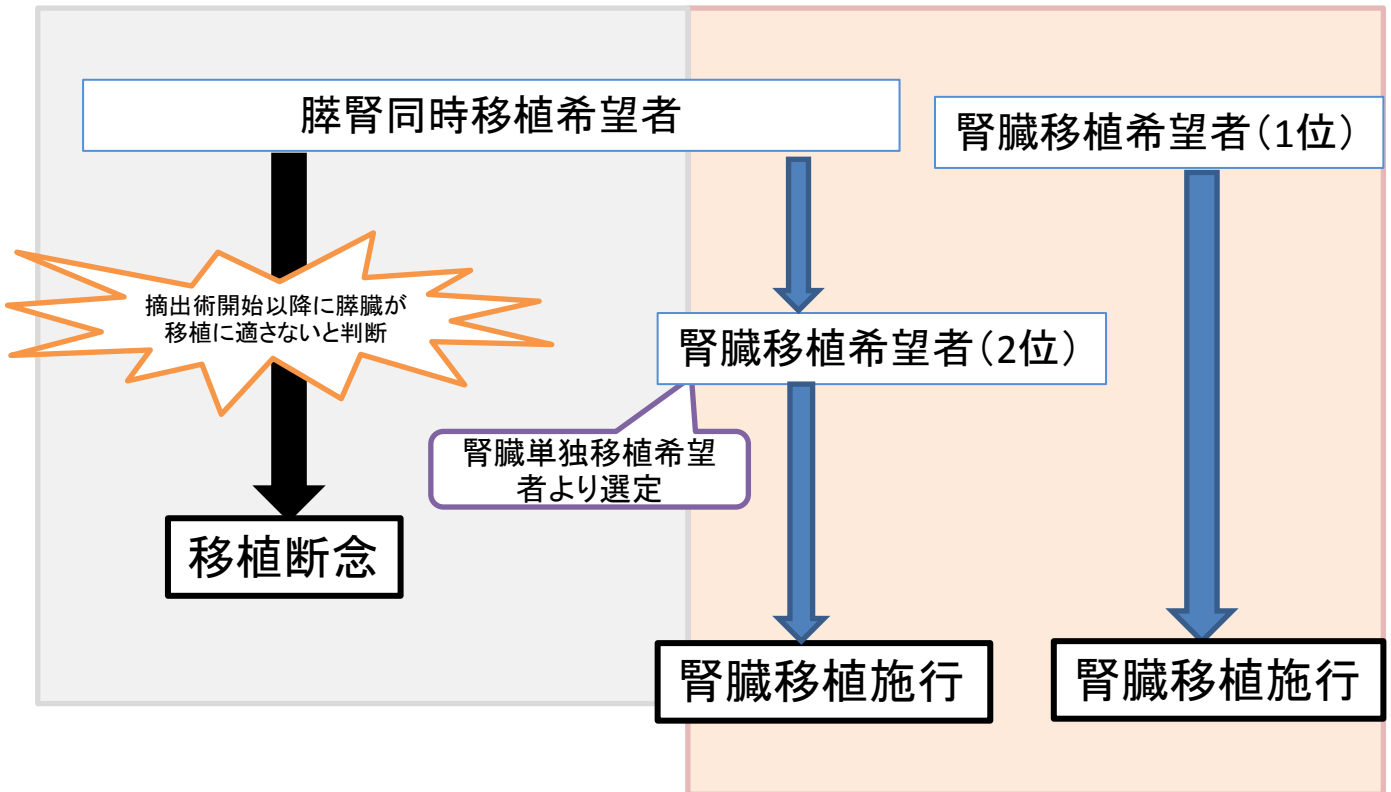 膵腎同時移植希望者
腎臓移植希望者（1位）
摘出術開始以降に膵臓が
移植に適さないと判断
腎臓移植希望者（2位）
腎臓単独移植希望
者より選定
移植断念
腎臓移植施行
腎臓移植施行